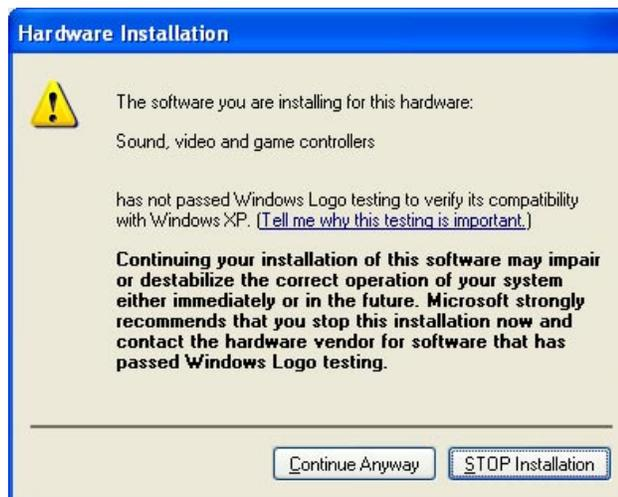 Hardware Installation
The software you are installing for this hardware:
Sound, video and game controllers
has not passed Windows Logo testing to verify its compatibility
with Windows XP. (Tell me why this testing is important.)
Continuing your installation of this software may impair
or destabilize the correct operation of your system
either immediately or in the future. Microsoft strongly
recommends that you stop this installation now and
contact the hardware vendor for software that has
passed Windows Logo testing.
Continue Anyway
STOP Installation